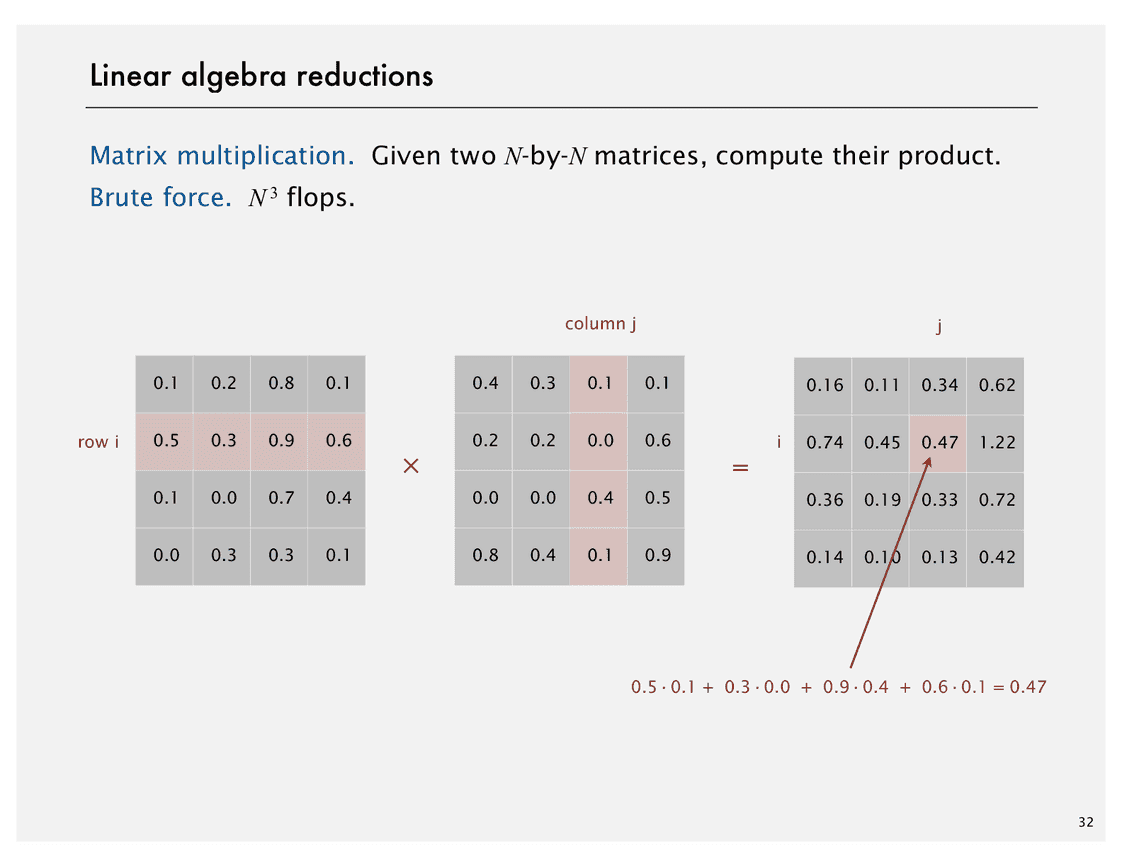 Linear algebra reductions
Matrix multiplication. Given two N-by-N matrices, compute their product.
Brute force. N³ flops.
column j
j
0.1 0.2 0.8 0.1
row i 0.5 0.3 0.9 0.6
0.1 0.0 0.7 0.4
0.0 0.3 0.3 0.1
×
0.4 0.3 0.1 0.1
0.2 0.2 0.0 0.6
0.0 0.0 0.4 0.5
0.8 0.4 0.1 0.9
=
0.16 0.11 0.34 0.62
i 0.74 0.45 0.47 1.22
0.36 0.19 0.33 0.72
0.14 0.10 0.13 0.42
0.5 · 0.1 + 0.3 · 0.0 + 0.9 · 0.4 + 0.6 · 0.1 = 0.47
32